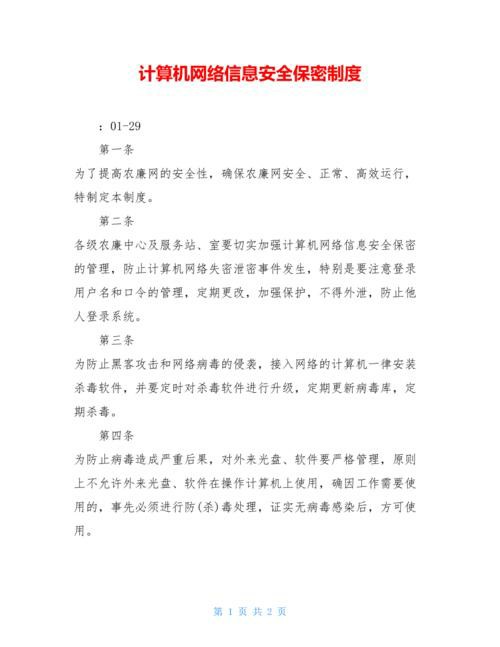 计算机网络信息安全保密制度
：01-29
第一条
为了提高农廉网的安全性，确保农廉网安全、正常、高效运行，
特制定本制度。
第二条
各级农廉中心及服务站、室要切实加强计算机网络信息安全保密
的管理，防止计算机网络失密泄密事件发生，特别是要注意登录
用户名和口令的管理，定期更改，加强保护，不得外泄，防止他
人登录系统。
第三条
为防止黑客攻击和网络病毒的侵袭，接入网络的计算机一律安装
杀毒软件，并要定时对杀毒软件进行升级，定期更新病毒库，定
期杀毒。
第四条
为防止病毒造成严重后果，对外来光盘、软件要严格管理，原则
上不允许外来光盘、软件在操作计算机上使用，确因工作需要使
用的，事先必须进行防(杀)毒处理，证实无病毒感染后，方可使
用。
第 1 页 共 2 页